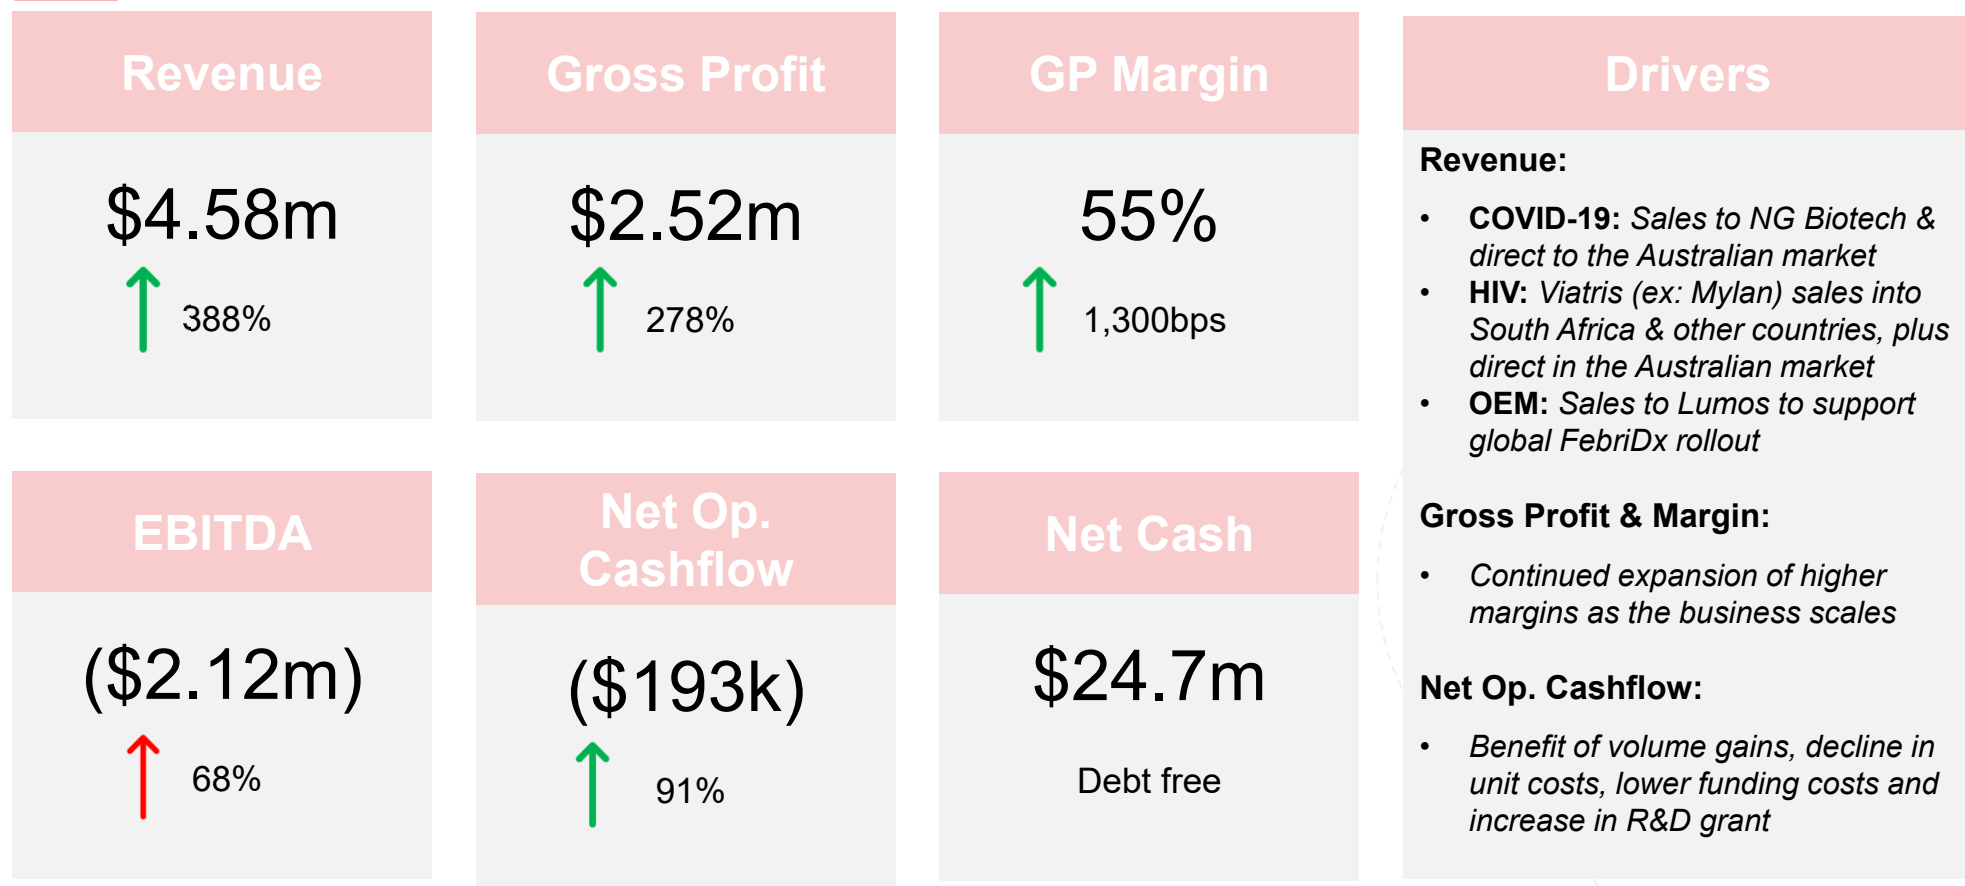 Revenue
$4.58m
388%
Gross Profit
$2.52m
278%
GP Margin
55%
1,300bps
EBITDA
($2.12m)
68%
Net Op.
Cashflow
($193k)
91%
Net Cash
$24.7m
Debt free
Drivers
Revenue:
• COVID-19: Sales to NG Biotech &
direct to the Australian market
• HIV: Viatris (ex: Mylan) sales into
South Africa & other countries, plus
direct in the Australian market
• OEM: Sales to Lumos to support
global FebriDx rollout
Gross Profit & Margin:
• Continued expansion of higher
margins as the business scales
Net Op. Cashflow:
• Benefit of volume gains, decline in
unit costs, lower funding costs and
increase in R&D grant